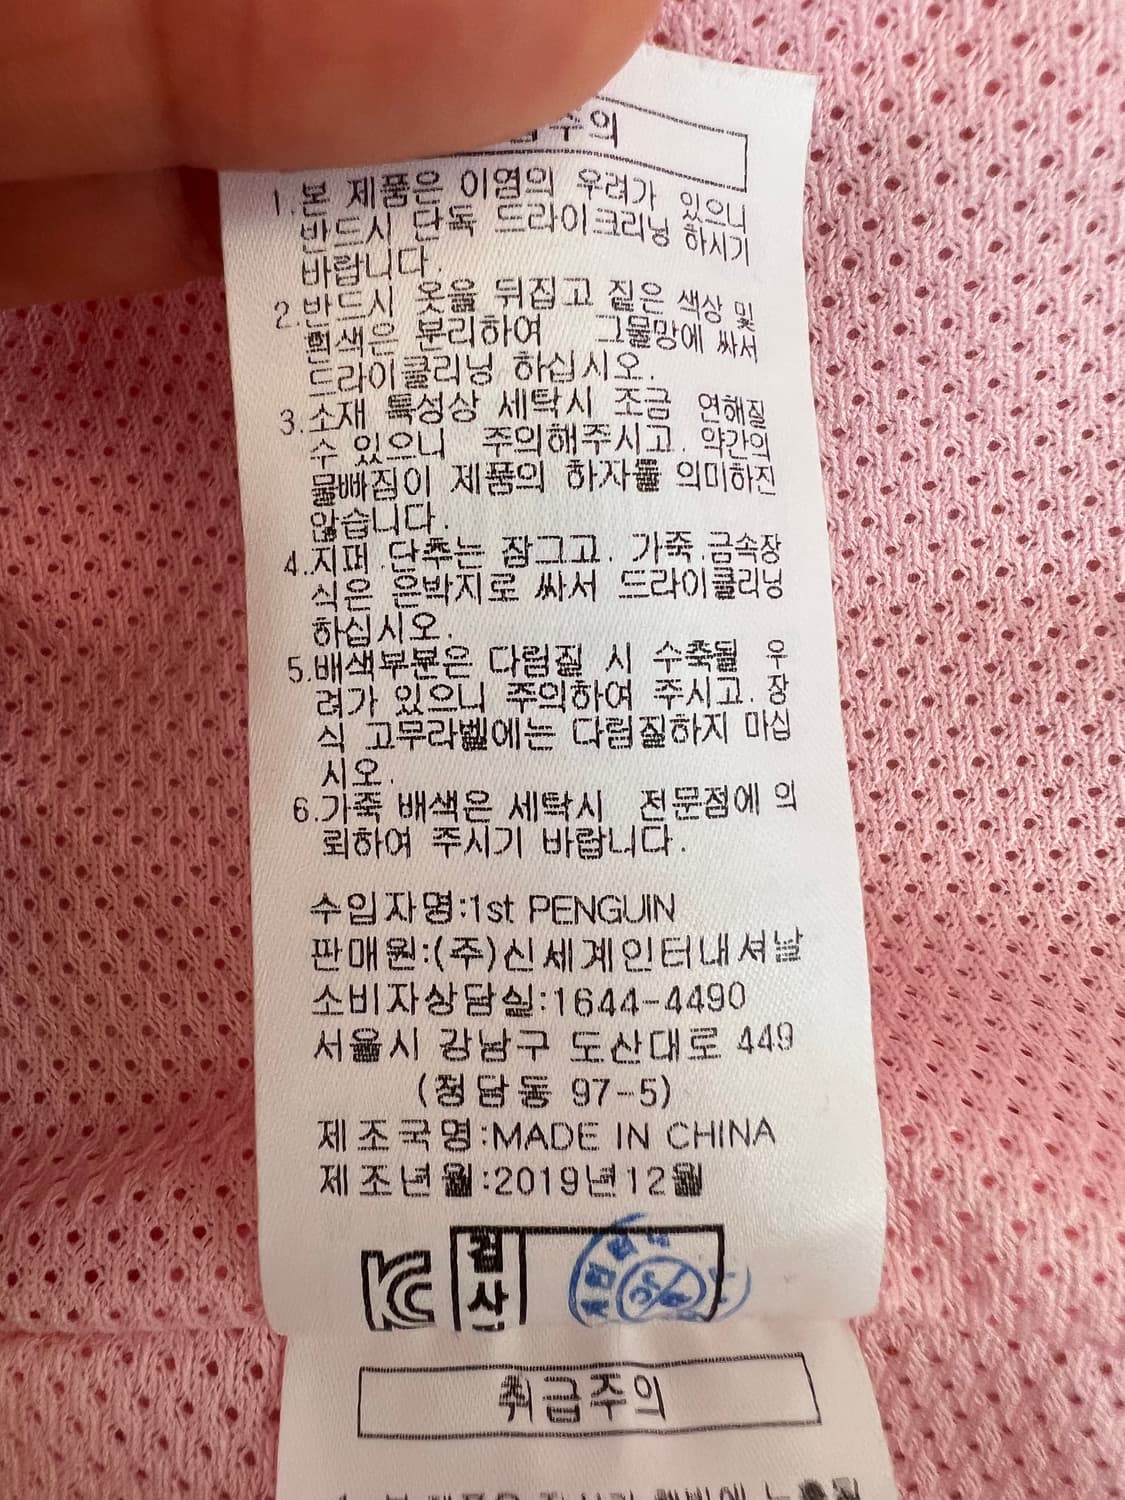 급주의
1.본 제품은 이염의 우려가 있으니
반드시 단독 드라이크리닝 하시기
바랍니다.
2.반드시 옷을 뒤집고 짙은 색상 및
흰색은 분리하여 그물망에 싸서
드라이클리닝 하십시오.
3.소재 특성상 세탁시 조금 연해질
수 있으니 주의해주시고. 약간의
물빠짐이 제품의 하자를 의미하진
않습니다.
4.지퍼.단추는 잠그고. 가죽.금속장
식은 은박지로 싸서 드라이클리닝
하십시오.
5.배색부분은 다림질 시 수축될 우
려가 있으니 주의하여 주시고. 장
식 고무라벨에는 다림질하지 마십
시오.
6.가죽 배색은 세탁시 전문점에 의
뢰하여 주시기 바랍니다.
수입자명:1st PENGUIN
판매원:(주)신세계인터내셔날
소비자상담실:1644-4490
서울시 강남구 도산대로 449
(청담동 97-5)
제조국명:MADE IN CHINA
제조년월:2019년12월
KC 검사
취급주의